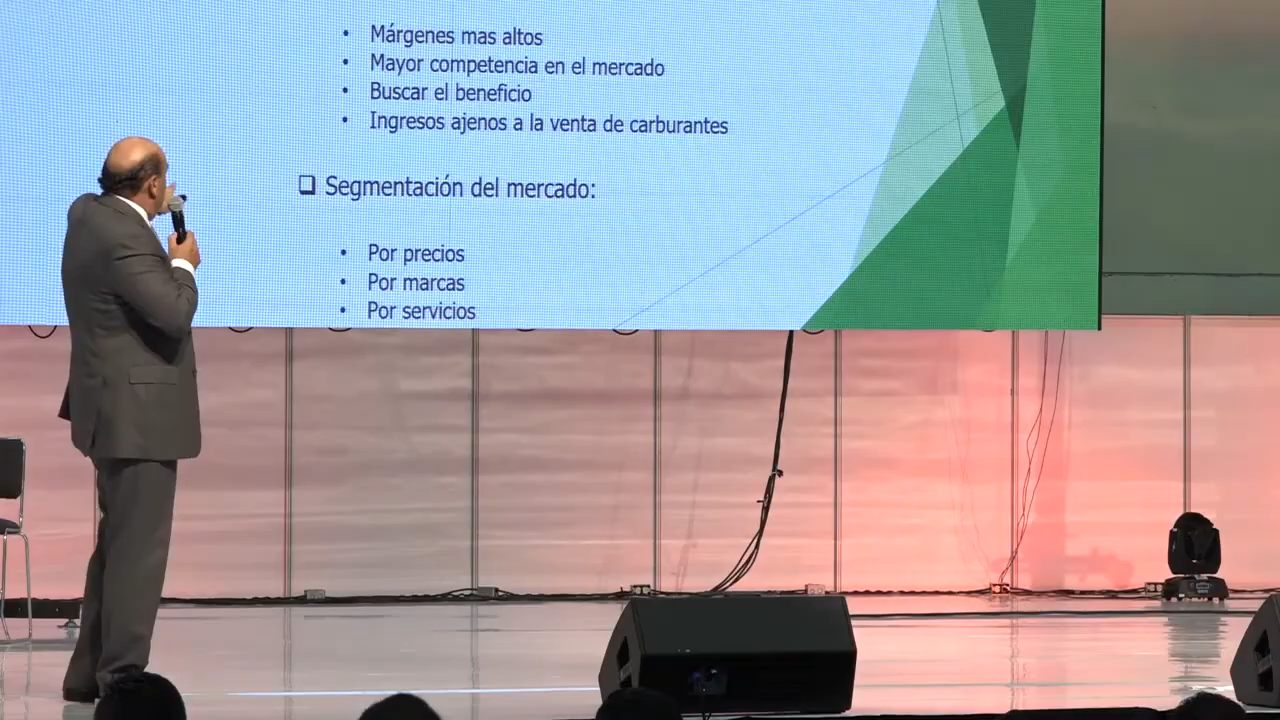 • Márgenes mas altos
• Mayor competencia en el mercado
• Buscar el beneficio
• Ingresos ajenos a la venta de carburantes
❑ Segmentación del mercado:
• Por precios
• Por marcas
• Por servicios